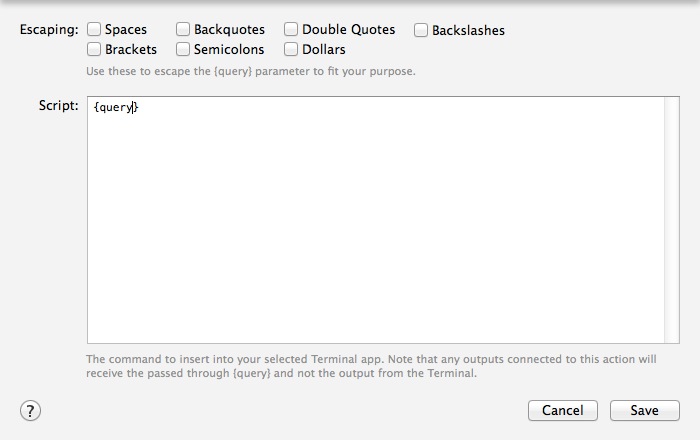 Escaping: Spaces Backquotes Double Quotes Backslashes
Brackets Semicolons Dollars
Use these to escape the {query} parameter to fit your purpose.
Script: {query}
The command to insert into your selected Terminal app. Note that any outputs connected to this action will
receive the passed through {query} and not the output from the Terminal.
? Cancel Save